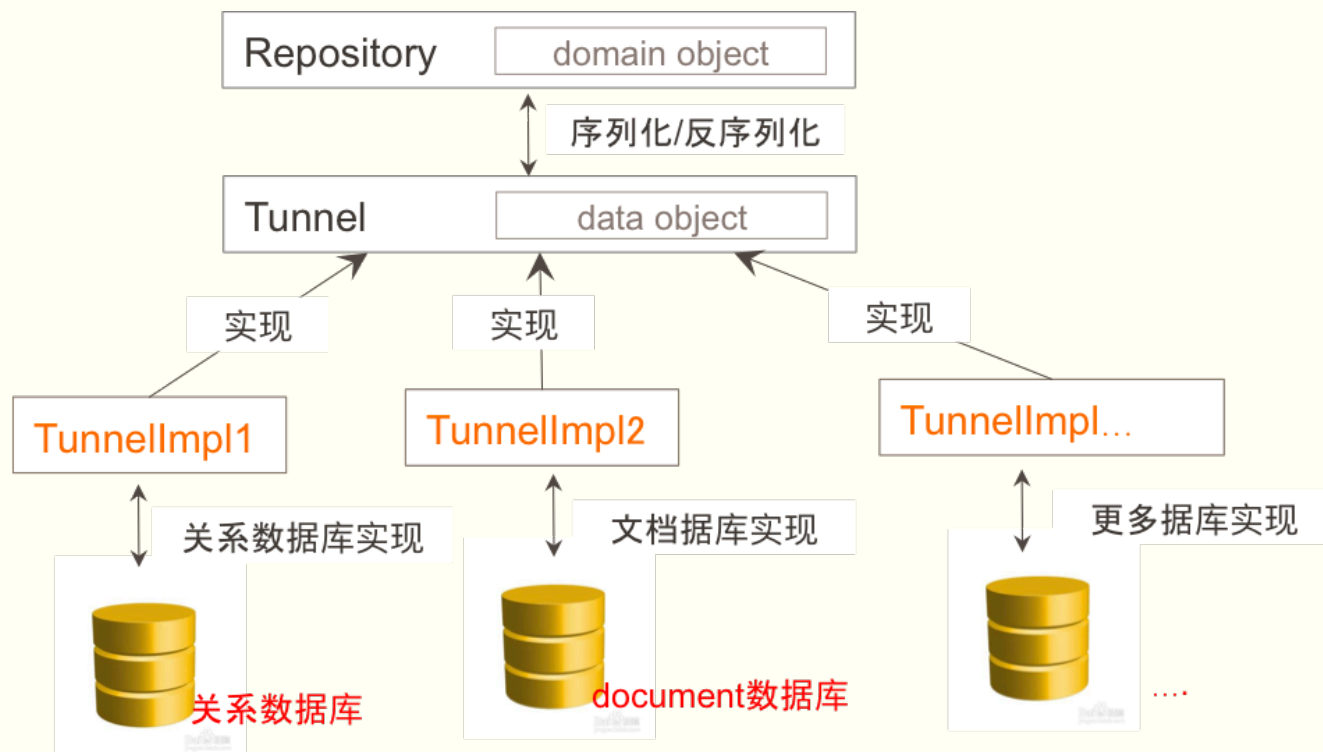 Repository
domain object
序列化/反序列化
Tunnel
data object
实现
实现
实现
TunnelImpl1
TunnelImpl2
TunnelImpl...
关系数据库实现
文档据库实现
更多据库实现
关系数据库
document数据库
....